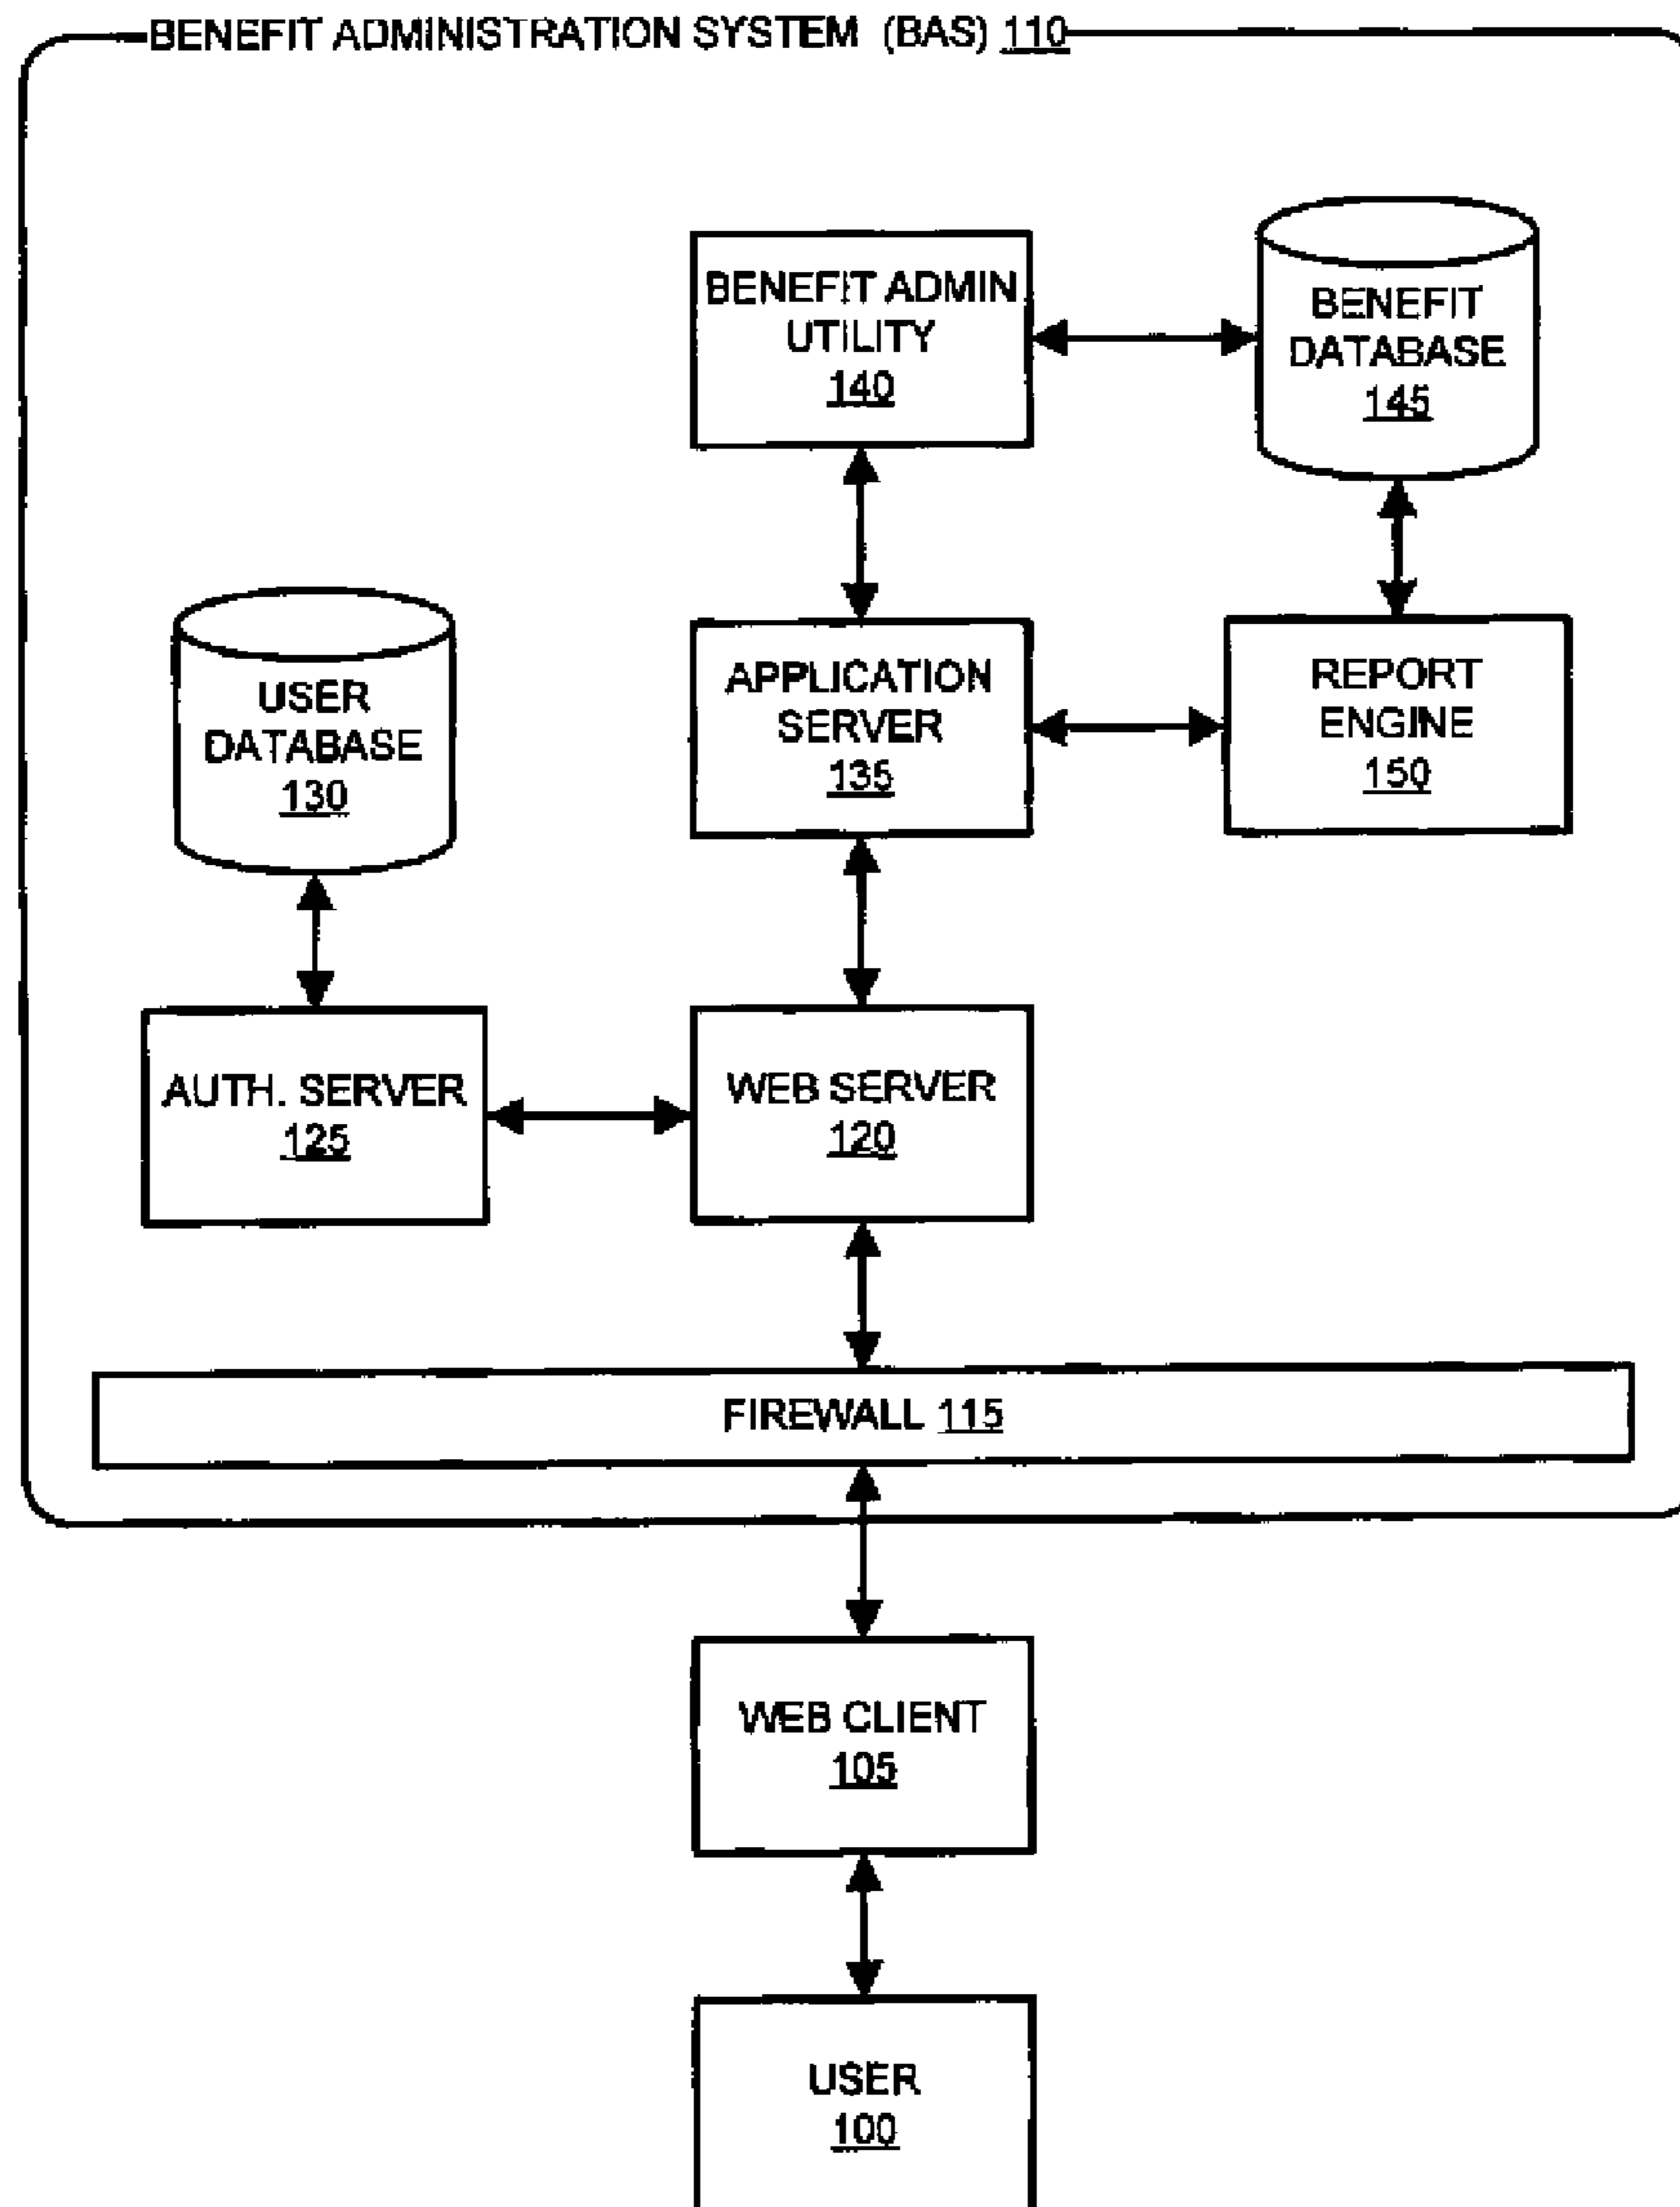 BENEFIT ADMINISTRATION SYSTEM (BAS) 110
BENEFIT ADMIN
UTILITY
140
BENEFIT
DATABASE
145
USER
DATABASE
130
APPLICATION
SERVER
135
REPORT
ENGINE
150
AUTH. SERVER
125
WEB SERVER
120
FIREWALL 115
WEB CLIENT
105
USER
100